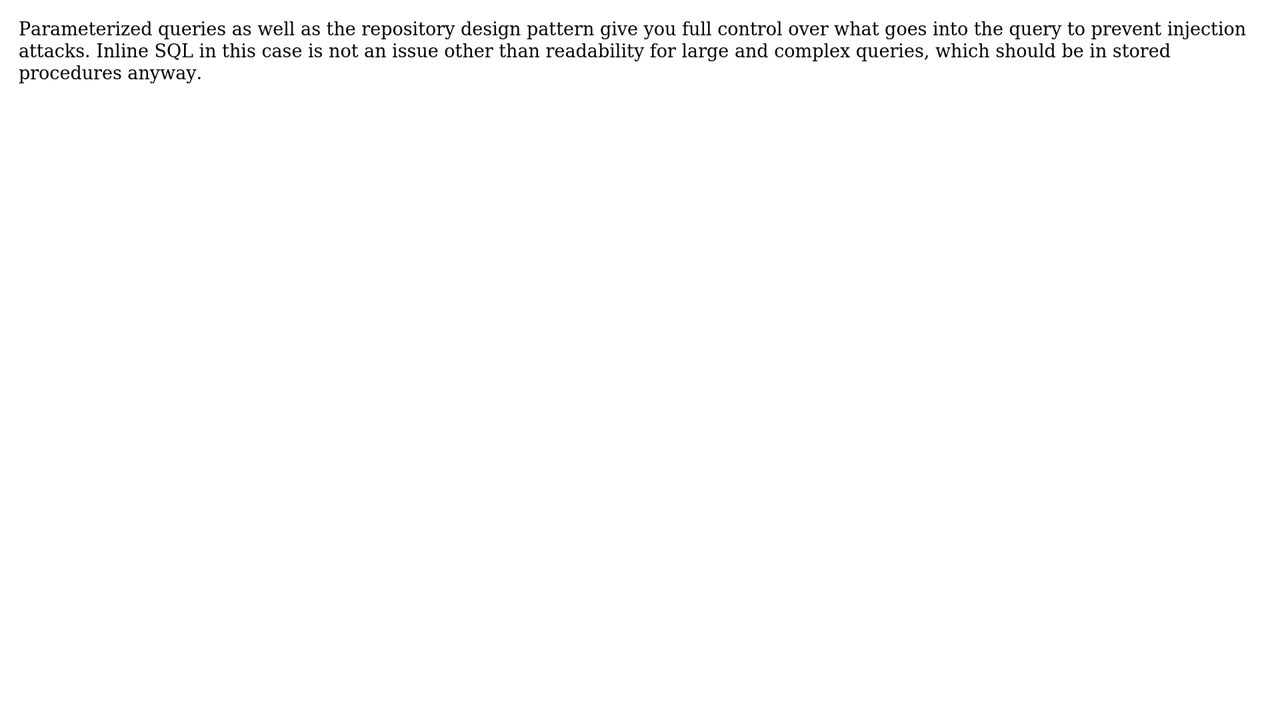 Parameterized queries as well as the repository design pattern give you full control over what goes into the query to prevent injection
attacks. Inline SQL in this case is not an issue other than readability for large and complex queries, which should be in stored
procedures anyway.